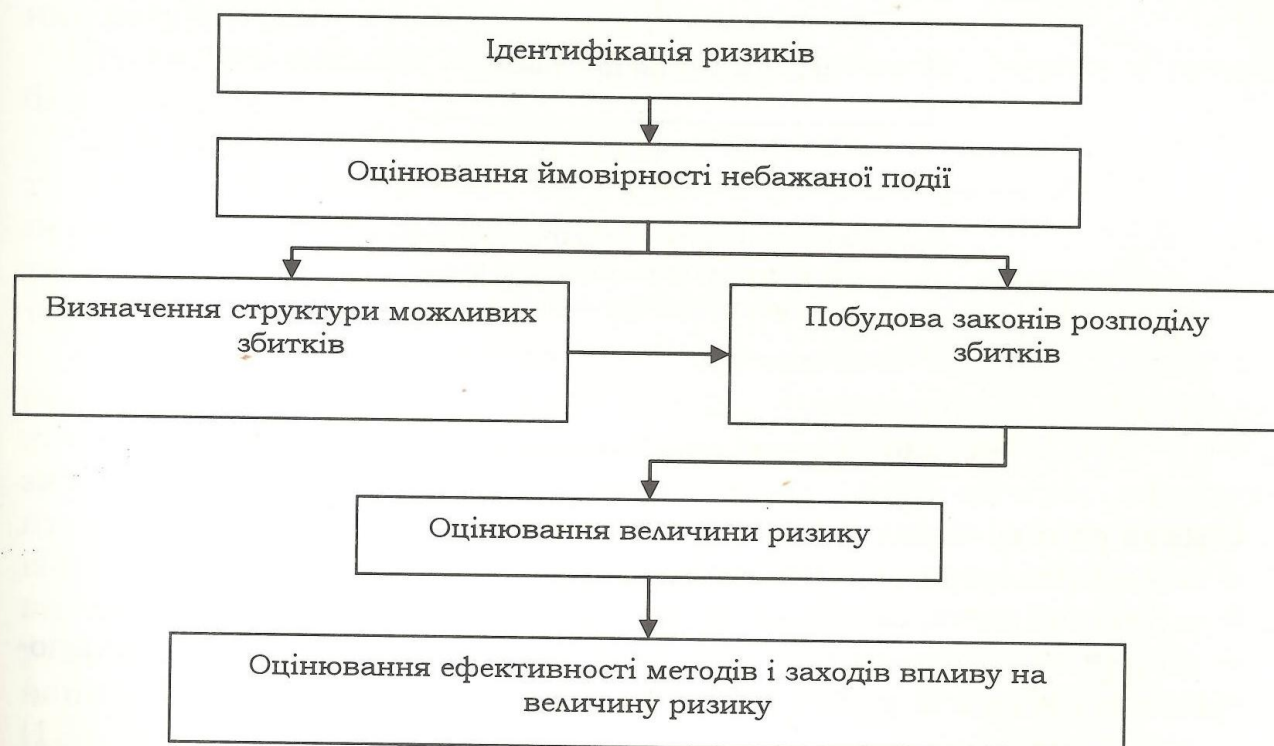 Ідентифікація ризиків
Оцінювання ймовірності небажаної події
Визначення структури можливих
збитків
Побудова законів розподілу
збитків
Оцінювання величини ризику
Оцінювання ефективності методів і заходів впливу на
величину ризику